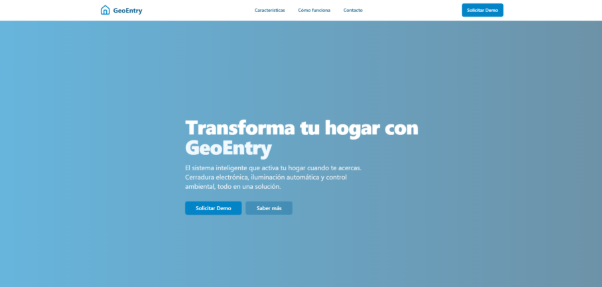 GeoEntry
Características Cómo funciona Contacto
Solicitar Demo
Transforma tu hogar con
GeoEntry
El sistema inteligente que activa tu hogar cuando te acercas.
Cerradura electrónica, iluminación automática y control
ambiental, todo en una solución.
Solicitar Demo Saber más